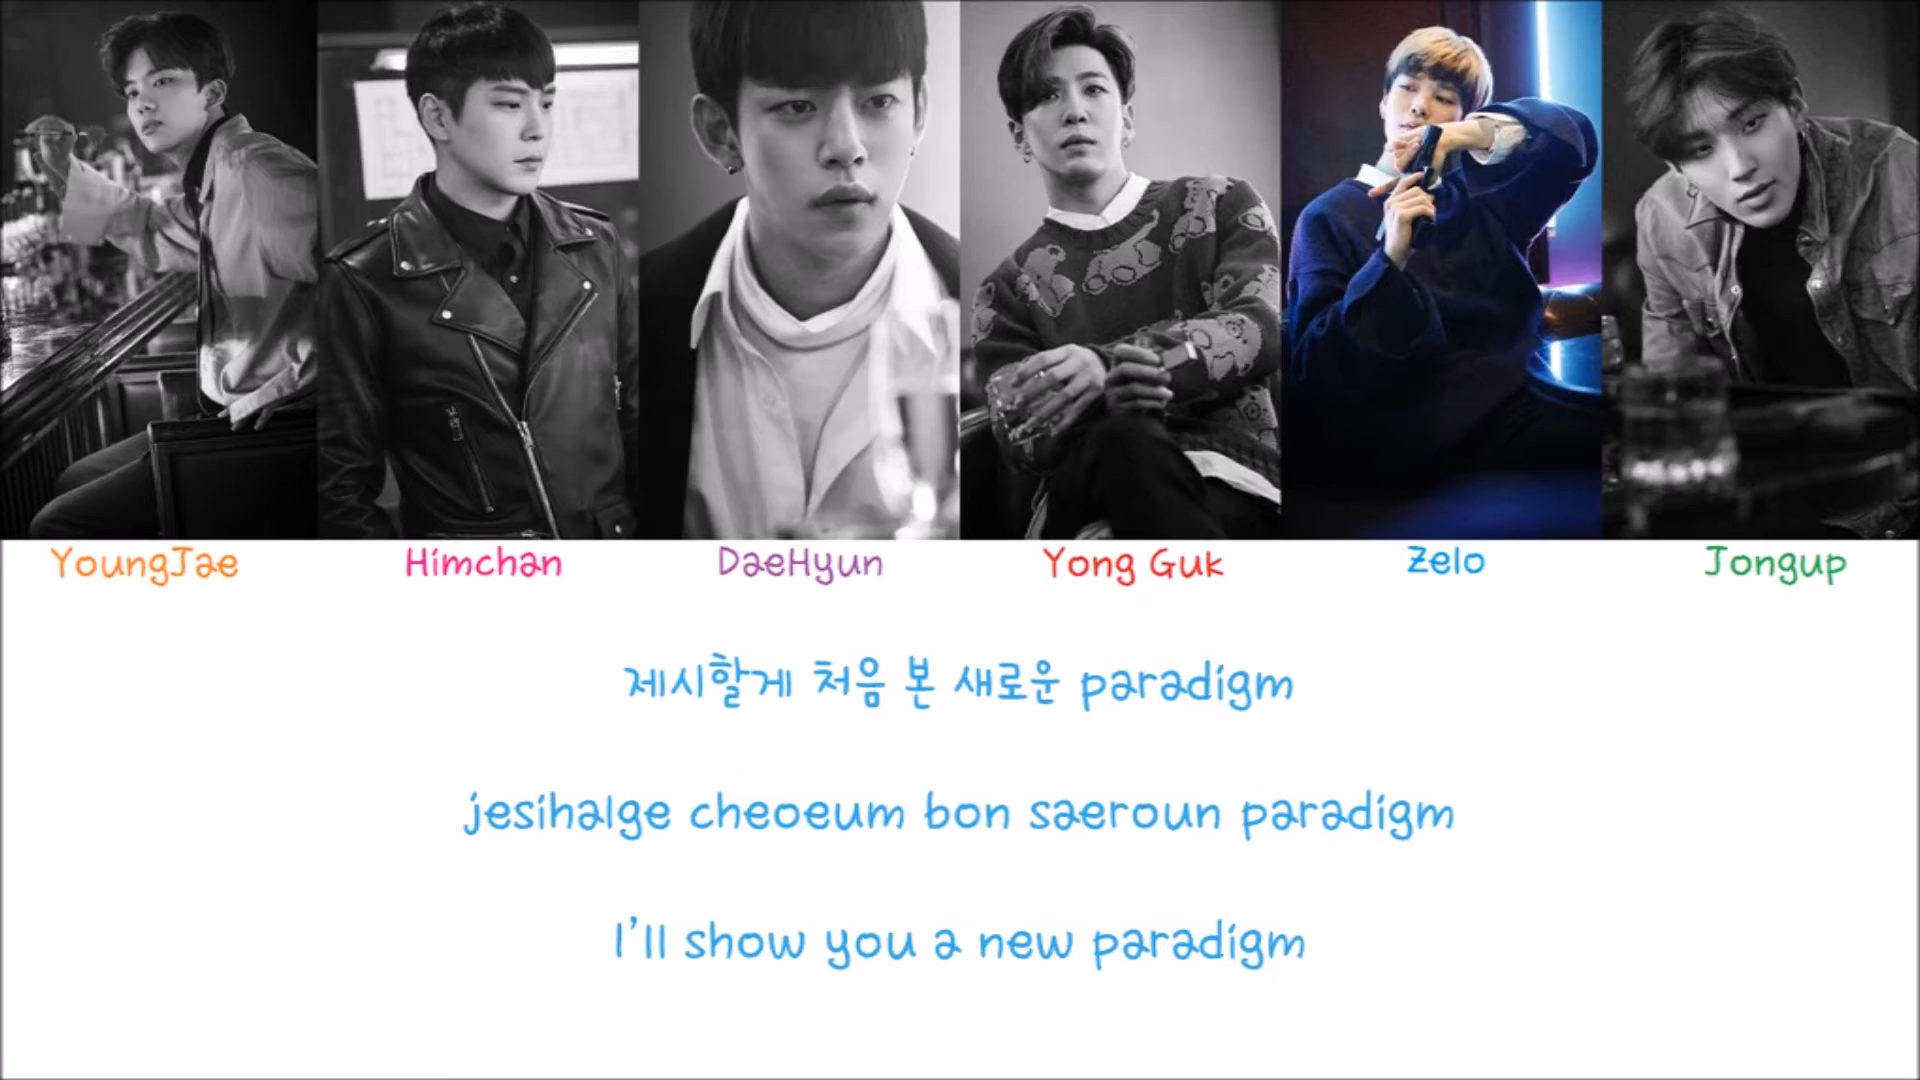 YoungJae Himchan DaeHyun Yong Guk Zelo Jongup
제시할게 처음 본 새로운 paradigm
jesihalge cheoeum bon saeroun paradigm
I'll show you a new paradigm